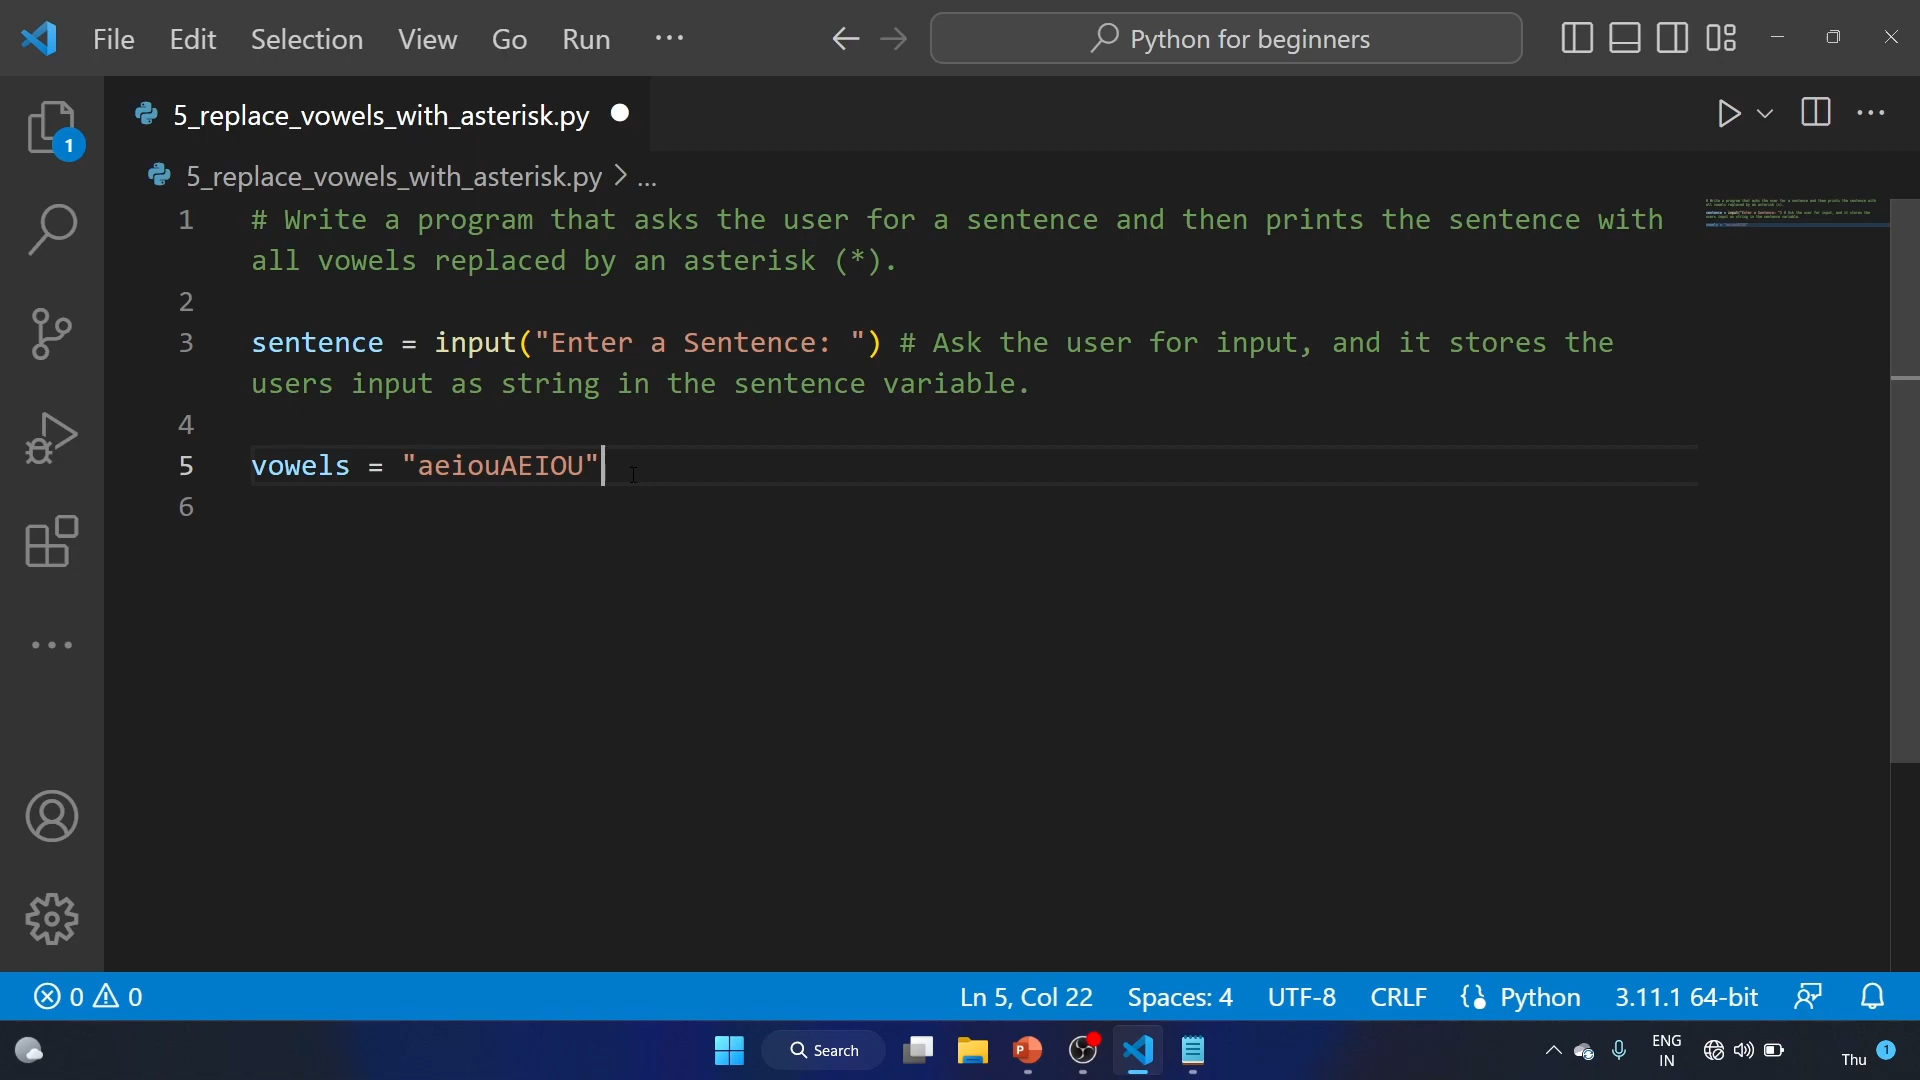 File Edit Selection View Go Run ··· Python for beginners
5_replace_vowels_with_asterisk.py
1
5_replace_vowels_with_asterisk.py > ...
1 # Write a program that asks the user for a sentence and then prints the sentence with
all vowels replaced by an asterisk (*).
2
3 sentence = input("Enter a Sentence: ") # Ask the user for input, and it stores the
users input as string in the sentence variable.
4
5 vowels = "aeiouAEIOU"
6
0 0 Ln 5, Col 22 Spaces: 4 UTF-8 CRLF Python 3.11.1 64-bit
Search ENG
IN
Thu 1